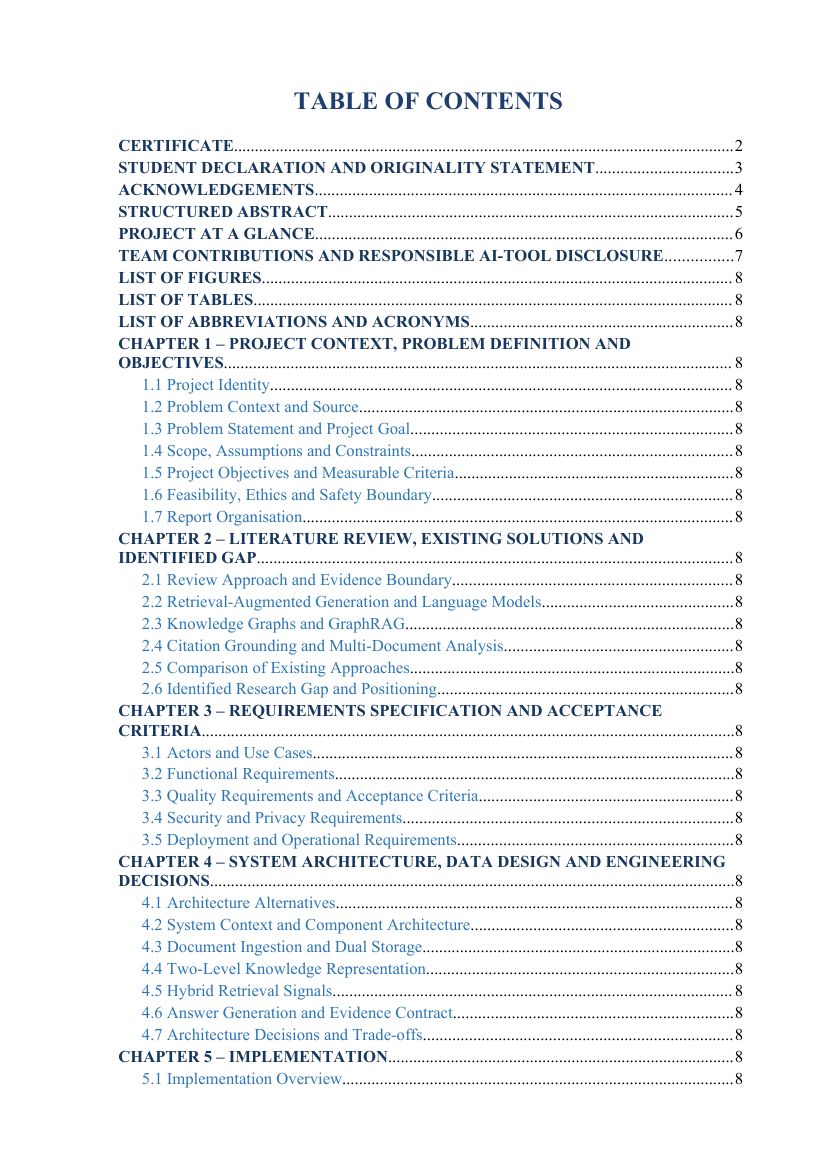 TABLE OF CONTENTS
CERTIFICATE....................2
STUDENT DECLARATION AND ORIGINALITY STATEMENT....................3
ACKNOWLEDGEMENTS....................4
STRUCTURED ABSTRACT....................5
PROJECT AT A GLANCE....................6
TEAM CONTRIBUTIONS AND RESPONSIBLE AI-TOOL DISCLOSURE....................7
LIST OF FIGURES....................8
LIST OF TABLES....................8
LIST OF ABBREVIATIONS AND ACRONYMS....................8
CHAPTER 1 – PROJECT CONTEXT, PROBLEM DEFINITION AND
OBJECTIVES....................8
1.1 Project Identity....................8
1.2 Problem Context and Source....................8
1.3 Problem Statement and Project Goal....................8
1.4 Scope, Assumptions and Constraints....................8
1.5 Project Objectives and Measurable Criteria....................8
1.6 Feasibility, Ethics and Safety Boundary....................8
1.7 Report Organisation....................8
CHAPTER 2 – LITERATURE REVIEW, EXISTING SOLUTIONS AND
IDENTIFIED GAP....................8
2.1 Review Approach and Evidence Boundary....................8
2.2 Retrieval-Augmented Generation and Language Models....................8
2.3 Knowledge Graphs and GraphRAG....................8
2.4 Citation Grounding and Multi-Document Analysis....................8
2.5 Comparison of Existing Approaches....................8
2.6 Identified Research Gap and Positioning....................8
CHAPTER 3 – REQUIREMENTS SPECIFICATION AND ACCEPTANCE
CRITERIA....................8
3.1 Actors and Use Cases....................8
3.2 Functional Requirements....................8
3.3 Quality Requirements and Acceptance Criteria....................8
3.4 Security and Privacy Requirements....................8
3.5 Deployment and Operational Requirements....................8
CHAPTER 4 – SYSTEM ARCHITECTURE, DATA DESIGN AND ENGINEERING
DECISIONS....................8
4.1 Architecture Alternatives....................8
4.2 System Context and Component Architecture....................8
4.3 Document Ingestion and Dual Storage....................8
4.4 Two-Level Knowledge Representation....................8
4.5 Hybrid Retrieval Signals....................8
4.6 Answer Generation and Evidence Contract....................8
4.7 Architecture Decisions and Trade-offs....................8
CHAPTER 5 – IMPLEMENTATION....................8
5.1 Implementation Overview....................8